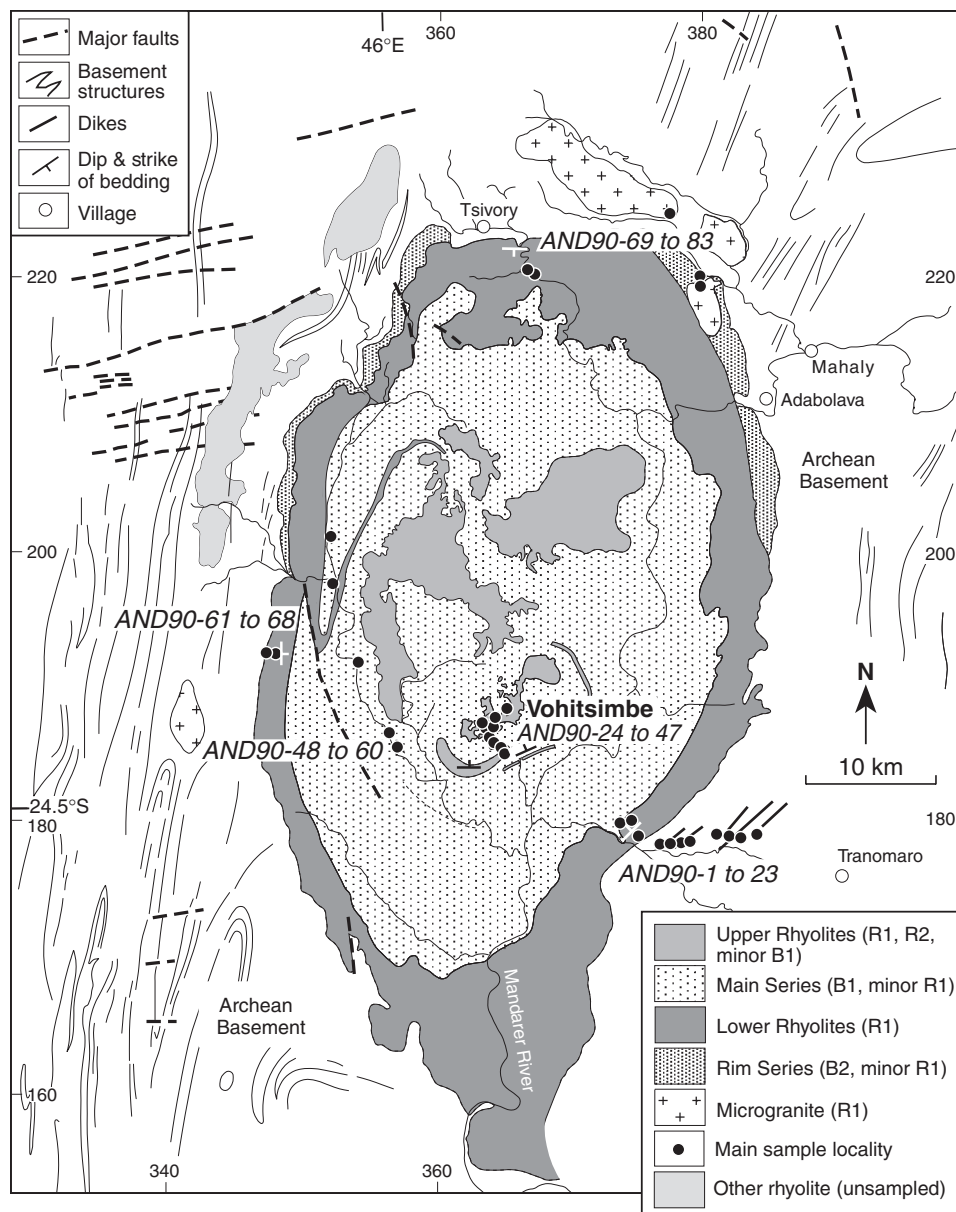 Major faults
Basement
structures
Dikes
Dip & strike
of bedding
Village
46°E
360
380
Tsivory
AND90-69 to 83
220
220
Mahaly
Adabolava
Archean
Basement
200
200
AND90-61 to 68
N
Vohitsimbe
AND90-24 to 47
AND90-48 to 60
10 km
24.5°S
180
180
Tranomaro
AND90-1 to 23
Upper Rhyolites (R1, R2,
minor B1)
Main Series (B1, minor R1)
Lower Rhyolites (R1)
Rim Series (B2, minor R1)
Microgranite (R1)
Main sample locality
Other rhyolite (unsampled)
Mandarer River
Archean
Basement
160
340
360